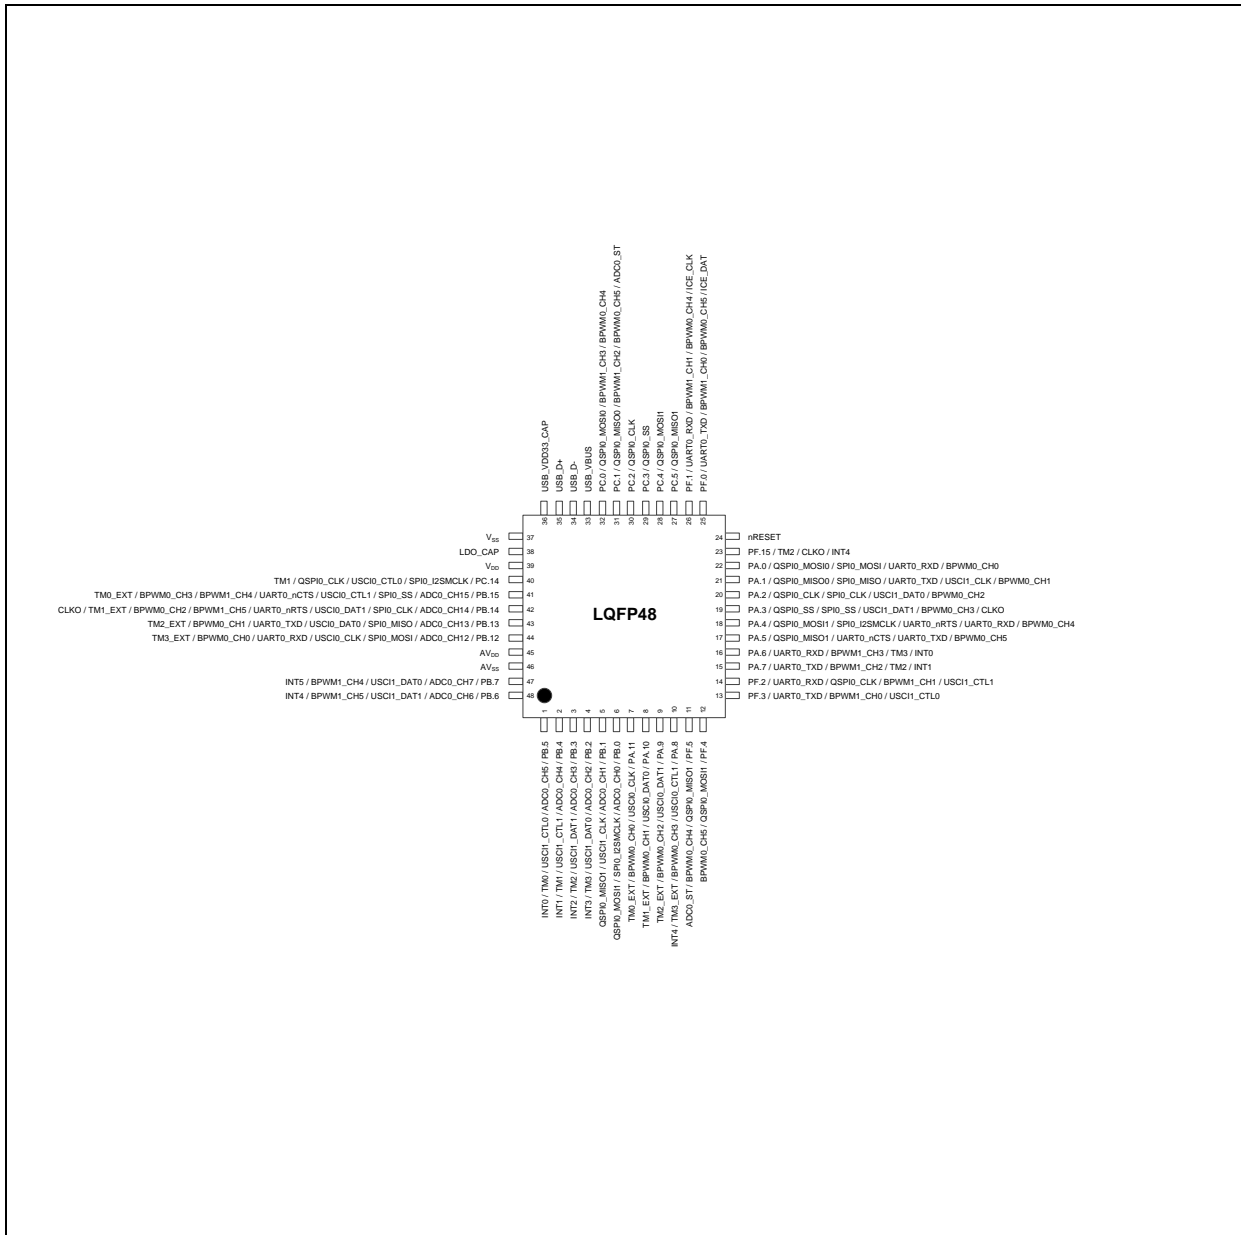 USB_VDD33_CAP
USB_D+
USB_D-
USB_VBUS
PC.0 / QSPI0_MOSI0 / BPWM1_CH3 / BPWM0_CH4
PC.1 / QSPI0_MISO0 / BPWM1_CH2 / BPWM0_CH5 / ADC0_ST
PC.2 / QSPI0_CLK
PC.3 / QSPI0_SS
PC.4 / QSPI0_MOSI1
PC.5 / QSPI0_MISO1
PF.1 / UART0_RXD / BPWM1_CH1 / BPWM0_CH4 / ICE_CLK
PF.0 / UART0_TXD / BPWM1_CH0 / BPWM0_CH5 / ICE_DAT
36 35 34 33 32 31 30 29 28 27 26 25
VSS 37
LDO_CAP 38
VDD 39
TM1 / QSPI0_CLK / USCI0_CTL0 / SPI0_I2SMCLK / PC.14 40
TM0_EXT / BPWM0_CH3 / BPWM1_CH4 / UART0_nCTS / USCI0_CTL1 / SPI0_SS / ADC0_CH15 / PB.15 41
CLKO / TM1_EXT / BPWM0_CH2 / BPWM1_CH5 / UART0_nRTS / USCI0_DAT1 / SPI0_CLK / ADC0_CH14 / PB.14 42
TM2_EXT / BPWM0_CH1 / UART0_TXD / USCI0_DAT0 / SPI0_MISO / ADC0_CH13 / PB.13 43
TM3_EXT / BPWM0_CH0 / UART0_RXD / USCI0_CLK / SPI0_MOSI / ADC0_CH12 / PB.12 44
AVDD 45
AVSS 46
INT5 / BPWM1_CH4 / USCI1_DAT0 / ADC0_CH7 / PB.7 47
INT4 / BPWM1_CH5 / USCI1_DAT1 / ADC0_CH6 / PB.6 48
LQFP48
24 nRESET
23 PF.15 / TM2 / CLKO / INT4
22 PA.0 / QSPI0_MOSI0 / SPI0_MOSI / UART0_RXD / BPWM0_CH0
21 PA.1 / QSPI0_MISO0 / SPI0_MISO / UART0_TXD / USCI1_CLK / BPWM0_CH1
20 PA.2 / QSPI0_CLK / SPI0_CLK / USCI1_DAT0 / BPWM0_CH2
19 PA.3 / QSPI0_SS / SPI0_SS / USCI1_DAT1 / BPWM0_CH3 / CLKO
18 PA.4 / QSPI0_MOSI1 / SPI0_I2SMCLK / UART0_nRTS / UART0_RXD / BPWM0_CH4
17 PA.5 / QSPI0_MISO1 / UART0_nCTS / UART0_TXD / BPWM0_CH5
16 PA.6 / UART0_RXD / BPWM1_CH3 / TM3 / INT0
15 PA.7 / UART0_TXD / BPWM1_CH2 / TM2 / INT1
14 PF.2 / UART0_RXD / QSPI0_CLK / BPWM1_CH1 / USCI1_CTL1
13 PF.3 / UART0_TXD / BPWM1_CH0 / USCI1_CTL0
1 2 3 4 5 6 7 8 9 10 11 12
INT0 / TM0 / USCI1_CTL0 / ADC0_CH5 / PB.5
INT1 / TM1 / USCI1_CTL1 / ADC0_CH4 / PB.4
INT2 / TM2 / USCI1_DAT1 / ADC0_CH3 / PB.3
INT3 / TM3 / USCI1_DAT0 / ADC0_CH2 / PB.2
QSPI0_MISO1 / USCI1_CLK / ADC0_CH1 / PB.1
QSPI0_MOSI1 / SPI0_I2SMCLK / ADC0_CH0 / PB.0
TM0_EXT / BPWM0_CH0 / USCI0_CLK / PA.11
TM1_EXT / BPWM0_CH1 / USCI0_DAT0 / PA.10
TM2_EXT / BPWM0_CH2 / USCI0_DAT1 / PA.9
INT4 / TM3_EXT / BPWM0_CH3 / USCI0_CTL1 / PA.8
ADC0_ST / BPWM0_CH4 / QSPI0_MISO1 / PF.5
BPWM0_CH5 / QSPI0_MOSI1 / PF.4